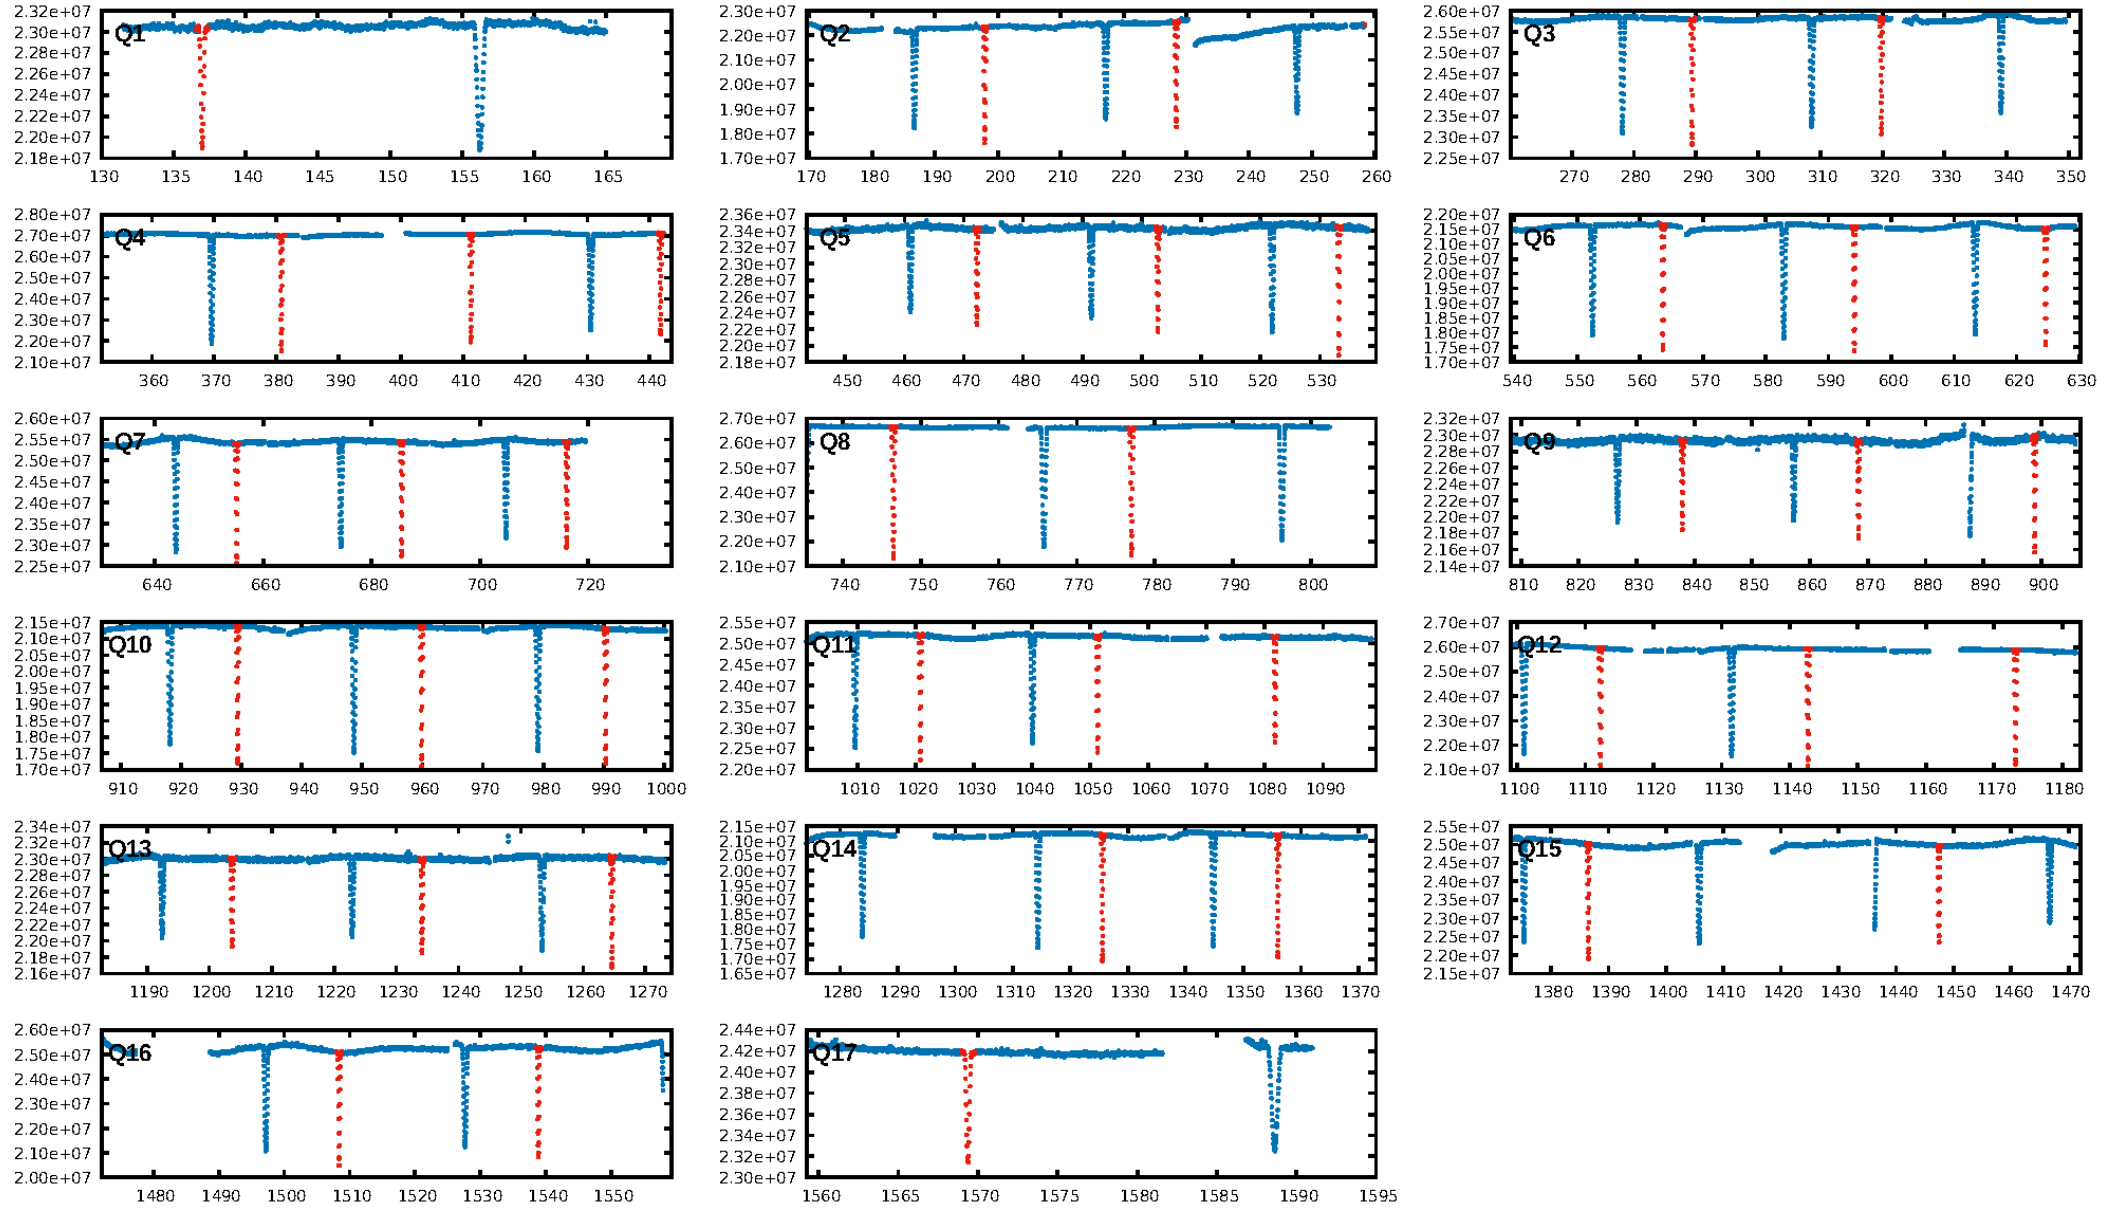 2.32e+07
2.30e+07
Q1
2.28e+07
2.26e+07
2.24e+07
2.22e+07
2.20e+07
2.18e+07
130 135 140 145 150 155 160 165
2.30e+07
2.20e+07
Q2
2.10e+07
2.00e+07
1.90e+07
1.80e+07
1.70e+07
170 180 190 200 210 220 230 240 250 260
2.60e+07
2.55e+07
Q3
2.50e+07
2.45e+07
2.40e+07
2.35e+07
2.30e+07
2.25e+07
270 280 290 300 310 320 330 340 350
2.80e+07
2.70e+07
Q4
2.60e+07
2.50e+07
2.40e+07
2.30e+07
2.20e+07
2.10e+07
360 370 380 390 400 410 420 430 440
2.36e+07
2.34e+07
Q5
2.32e+07
2.30e+07
2.28e+07
2.26e+07
2.24e+07
2.22e+07
2.20e+07
2.18e+07
450 460 470 480 490 500 510 520 530
2.20e+07
2.15e+07
Q6
2.10e+07
2.05e+07
2.00e+07
1.95e+07
1.90e+07
1.85e+07
1.80e+07
1.75e+07
1.70e+07
540 550 560 570 580 590 600 610 620 630
2.60e+07
2.55e+07
Q7
2.50e+07
2.45e+07
2.40e+07
2.35e+07
2.30e+07
2.25e+07
640 660 680 700 720
2.70e+07
2.60e+07
Q8
2.50e+07
2.40e+07
2.30e+07
2.20e+07
2.10e+07
740 750 760 770 780 790 800
2.32e+07
2.30e+07
Q9
2.28e+07
2.26e+07
2.24e+07
2.22e+07
2.20e+07
2.18e+07
2.16e+07
2.14e+07
810 820 830 840 850 860 870 880 890 900
2.15e+07
2.10e+07
Q10
2.05e+07
2.00e+07
1.95e+07
1.90e+07
1.85e+07
1.80e+07
1.75e+07
1.70e+07
910 920 930 940 950 960 970 980 990 1000
2.55e+07
2.50e+07
Q11
2.45e+07
2.40e+07
2.35e+07
2.30e+07
2.25e+07
2.20e+07
1010 1020 1030 1040 1050 1060 1070 1080 1090
2.70e+07
2.60e+07
Q12
2.50e+07
2.40e+07
2.30e+07
2.20e+07
2.10e+07
1100 1110 1120 1130 1140 1150 1160 1170 1180
2.34e+07
2.32e+07
Q13
2.30e+07
2.28e+07
2.26e+07
2.24e+07
2.22e+07
2.20e+07
2.18e+07
2.16e+07
1190 1200 1210 1220 1230 1240 1250 1260 1270
2.15e+07
2.10e+07
Q14
2.05e+07
2.00e+07
1.95e+07
1.90e+07
1.85e+07
1.80e+07
1.75e+07
1.70e+07
1.65e+07
1280 1290 1300 1310 1320 1330 1340 1350 1360 1370
2.55e+07
2.50e+07
Q15
2.45e+07
2.40e+07
2.35e+07
2.30e+07
2.25e+07
2.20e+07
2.15e+07
1380 1390 1400 1410 1420 1430 1440 1450 1460 1470
2.60e+07
2.50e+07
Q16
2.40e+07
2.30e+07
2.20e+07
2.10e+07
2.00e+07
1480 1490 1500 1510 1520 1530 1540 1550
2.44e+07
2.42e+07
Q17
2.40e+07
2.38e+07
2.36e+07
2.34e+07
2.32e+07
2.30e+07
1560 1565 1570 1575 1580 1585 1590 1595